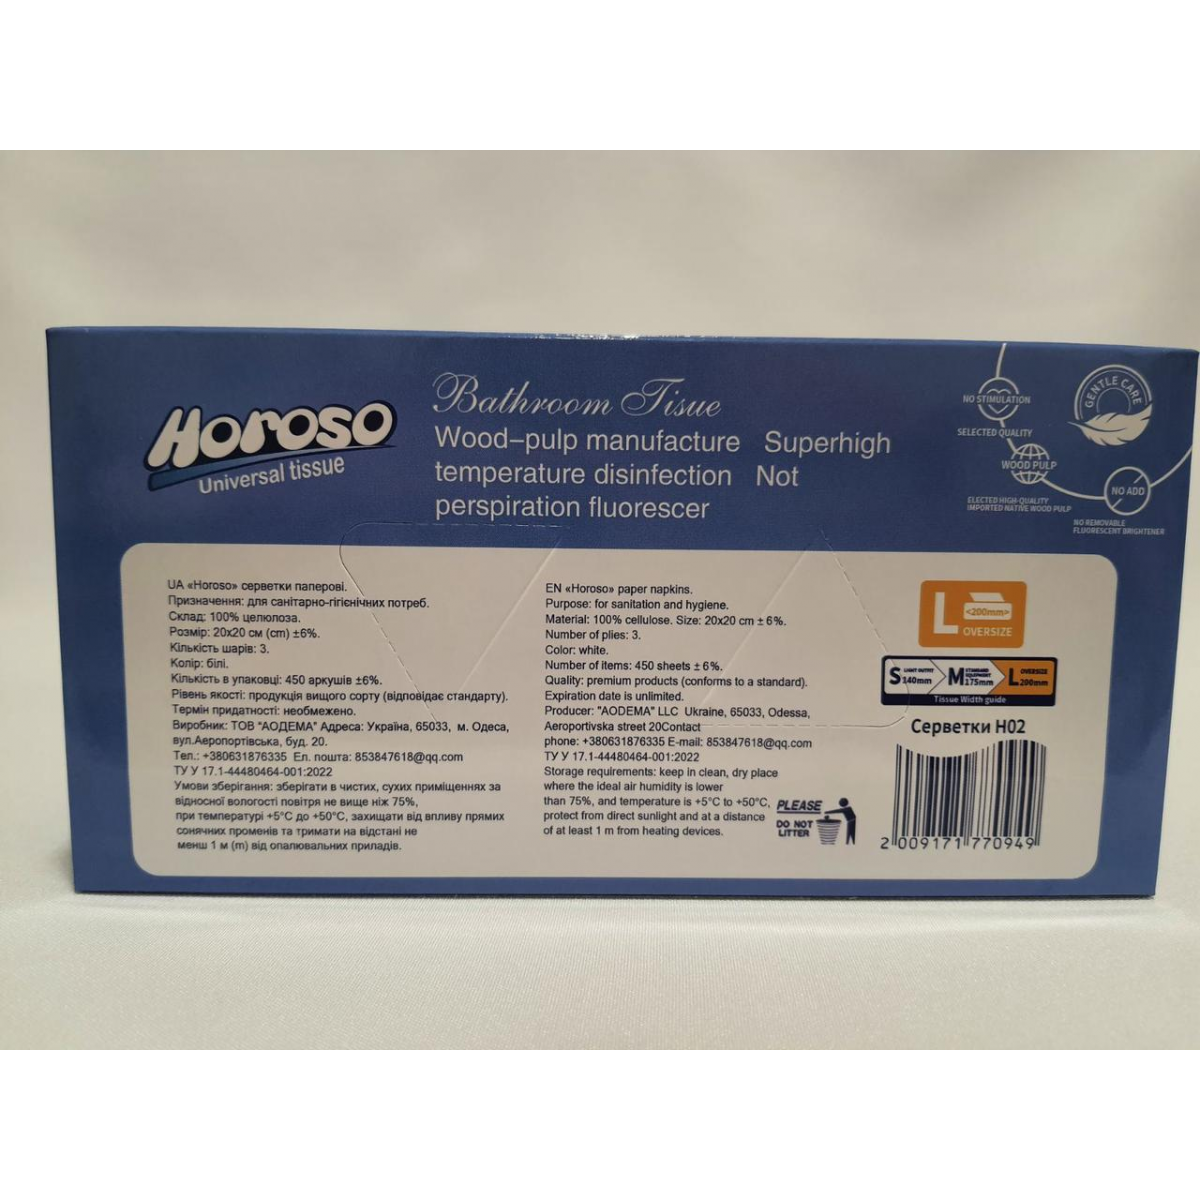 Horoso
Universal tissue
Bathroom Tisue
Wood-pulp manufacture Superhigh
temperature disinfection Not
perspiration fluorescer
NO STIMULATION
SELECTED QUALITY
WOOD PULP
ELECTED HIGH-QUALITY
IMPORTED NATIVE WOOD PULP
GENTLE CARE
NO ADD
NO REMOVABLE
FLUORESCENT BRIGHTENER
UA «Horoso» серветки паперові.
Призначення: для санітарно-гігієнічних потреб.
Склад: 100% целюлоза.
Розмір: 20x20 см (cm) ±6%.
Кількість шарів: 3.
Колір: білі.
Кількість в упаковці: 450 аркушів ±6%.
Рівень якості: продукція вищого сорту (відповідає стандарту).
Термін придатності: необмежено.
Виробник: ТОВ "АОДЕМА" Адреса: Україна, 65033, м. Одеса,
вул.Аеропортівська, буд. 20.
Тел.: +380631876335 Ел. пошта: 853847618@qq.com
ТУ У 17.1-44480464-001:2022
Умови зберігання: зберігати в чистих, сухих приміщеннях за
відносної вологості повітря не вище ніж 75%,
при температурі +5°C до +50°C, захищати від впливу прямих
сонячних променів та тримати на відстані не
менш 1 м (m) від опалювальних приладів.
EN «Horoso» paper napkins.
Purpose: for sanitation and hygiene.
Material: 100% cellulose. Size: 20x20 cm ± 6%.
Number of plies: 3.
Color: white.
Number of items: 450 sheets ± 6%.
Quality: premium products (conforms to a standard).
Expiration date is unlimited.
Producer: "AODEMA" LLC Ukraine, 65033, Odessa,
Aeroportivska street 20Contact
phone: +380631876335 E-mail: 853847618@qq.com
ТУ У 17.1-44480464-001:2022
Storage requirements: keep in clean, dry place
where the ideal air humidity is lower
than 75%, and temperature is +5°C to +50°C,
protect from direct sunlight and at a distance
of at least 1 m from heating devices.
PLEASE
DO NOT
LITTER
L <200mm>
OVERSIZE
S LIGHT OUTFIT 140mm M STANDARD EQUIPMENT 175mm L OVERSIZE 200mm
Tissue Width guide
Серветки H02
2 009171 770949